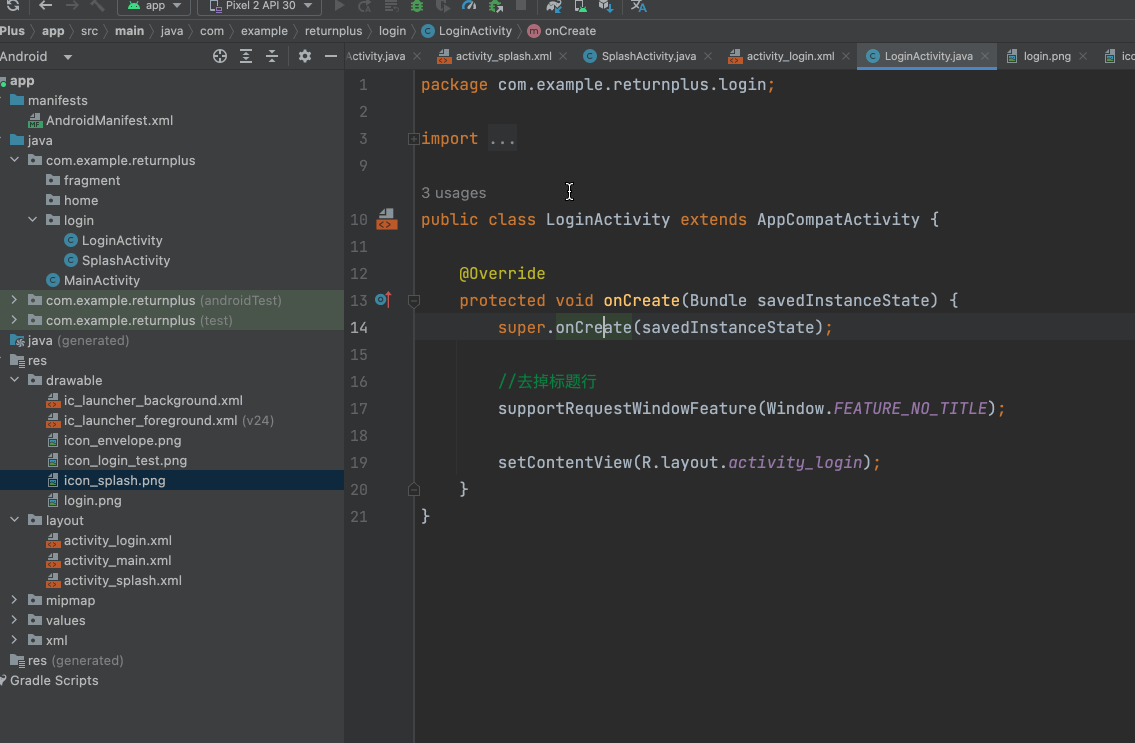 app
Pixel 2 API 30
Plus
app
src
main
java
com
example
returnplus
login
LoginActivity
onCreate
Android
Activity.java
activity_splash.xml
SplashActivity.java
activity_login.xml
LoginActivity.java
login.png
app
manifests
AndroidManifest.xml
java
com.example.returnplus
fragment
home
login
LoginActivity
SplashActivity
MainActivity
com.example.returnplus (androidTest)
com.example.returnplus (test)
java (generated)
res
drawable
ic_launcher_background.xml
ic_launcher_foreground.xml (v24)
icon_envelope.png
icon_login_test.png
icon_splash.png
login.png
layout
activity_login.xml
activity_main.xml
activity_splash.xml
mipmap
values
xml
res (generated)
Gradle Scripts
1 package com.example.returnplus.login;
2
3 import ...
9
3 usages
10 public class LoginActivity extends AppCompatActivity {
11
12 @Override
13 protected void onCreate(Bundle savedInstanceState) {
14 super.onCreate(savedInstanceState);
15
16 //去掉标题行
17 supportRequestWindowFeature(Window.FEATURE_NO_TITLE);
18
19 setContentView(R.layout.activity_login);
20 }
21 }